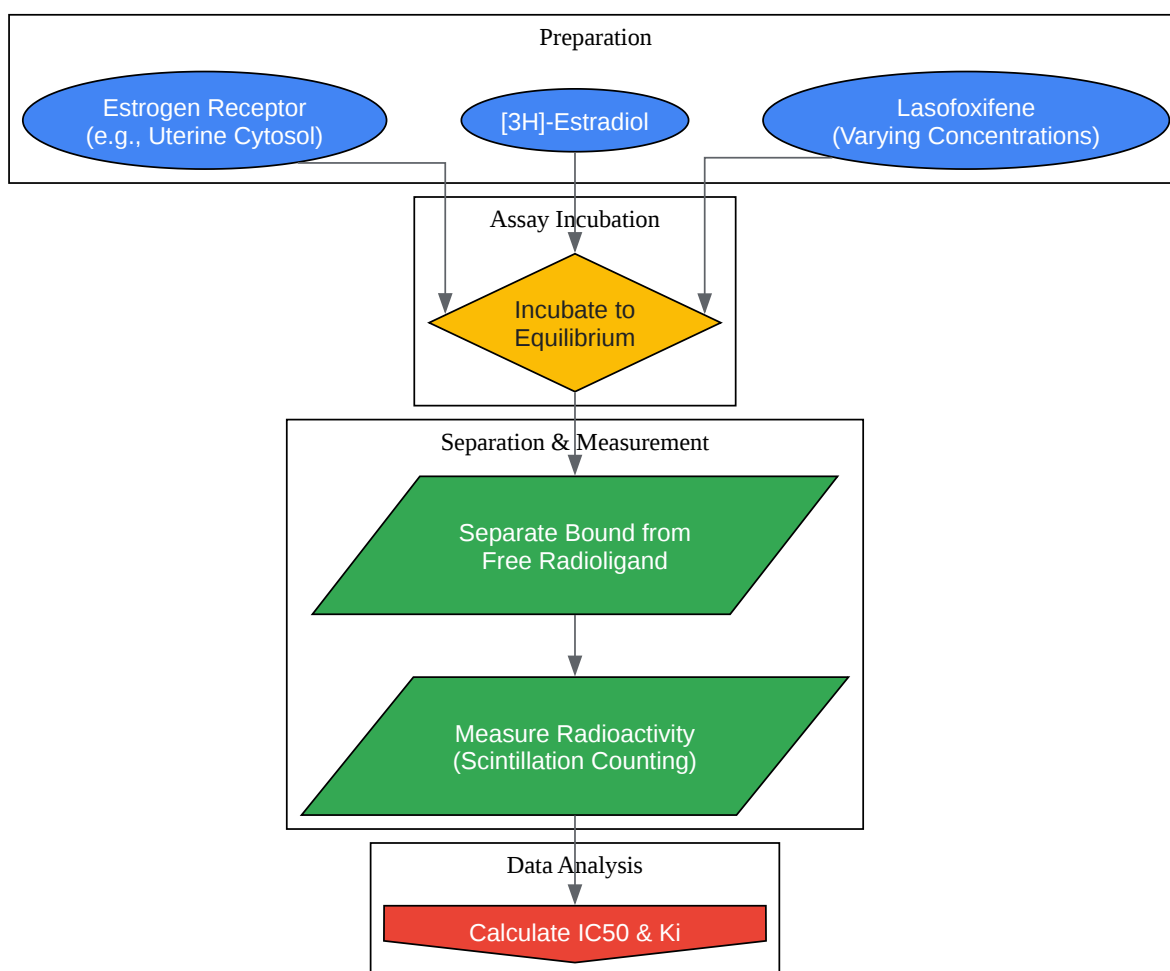 Preparation
Estrogen Receptor
(e.g., Uterine Cytosol)
[3H]-Estradiol
Lasofoxifene
(Varying Concentrations)
Assay Incubation
Incubate to
Equilibrium
Separation & Measurement
Separate Bound from
Free Radioligand
Measure Radioactivity
(Scintillation Counting)
Data Analysis
Calculate IC50 & Ki